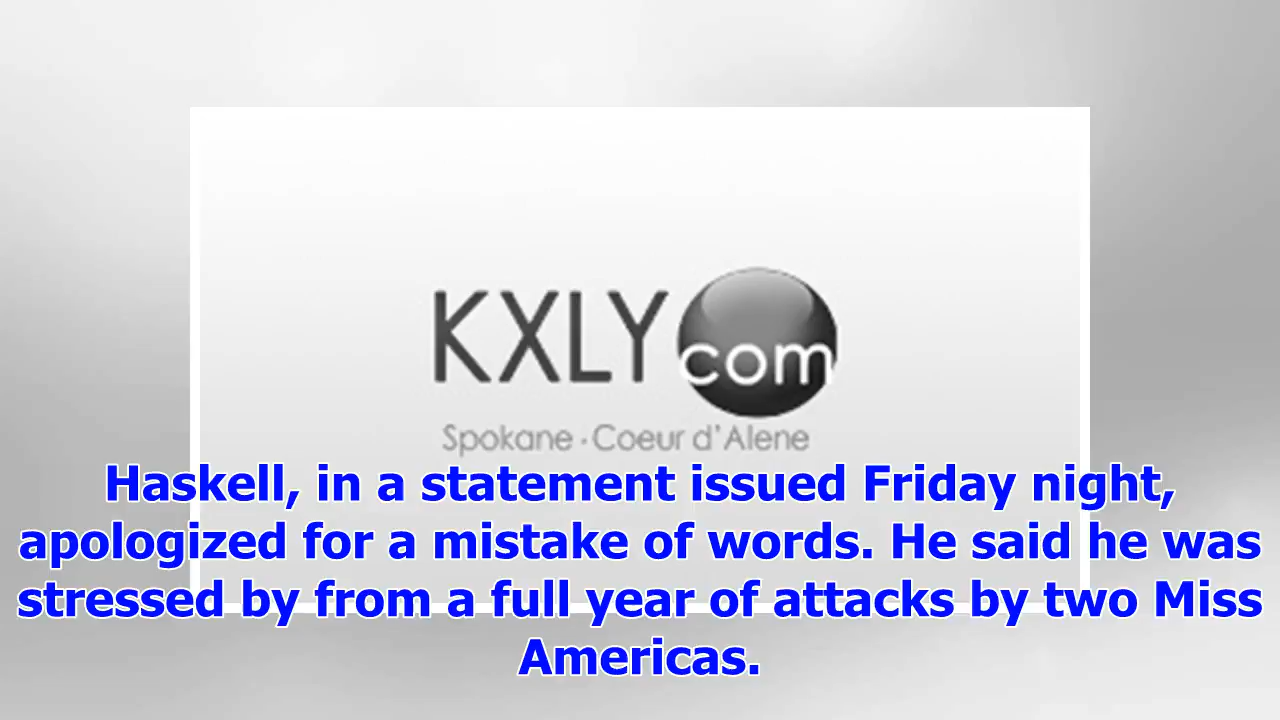 KXLY com
Spokane · Coeur d'Alene
Haskell, in a statement issued Friday night,
apologized for a mistake of words. He said he was
stressed by from a full year of attacks by two Miss
Americas.